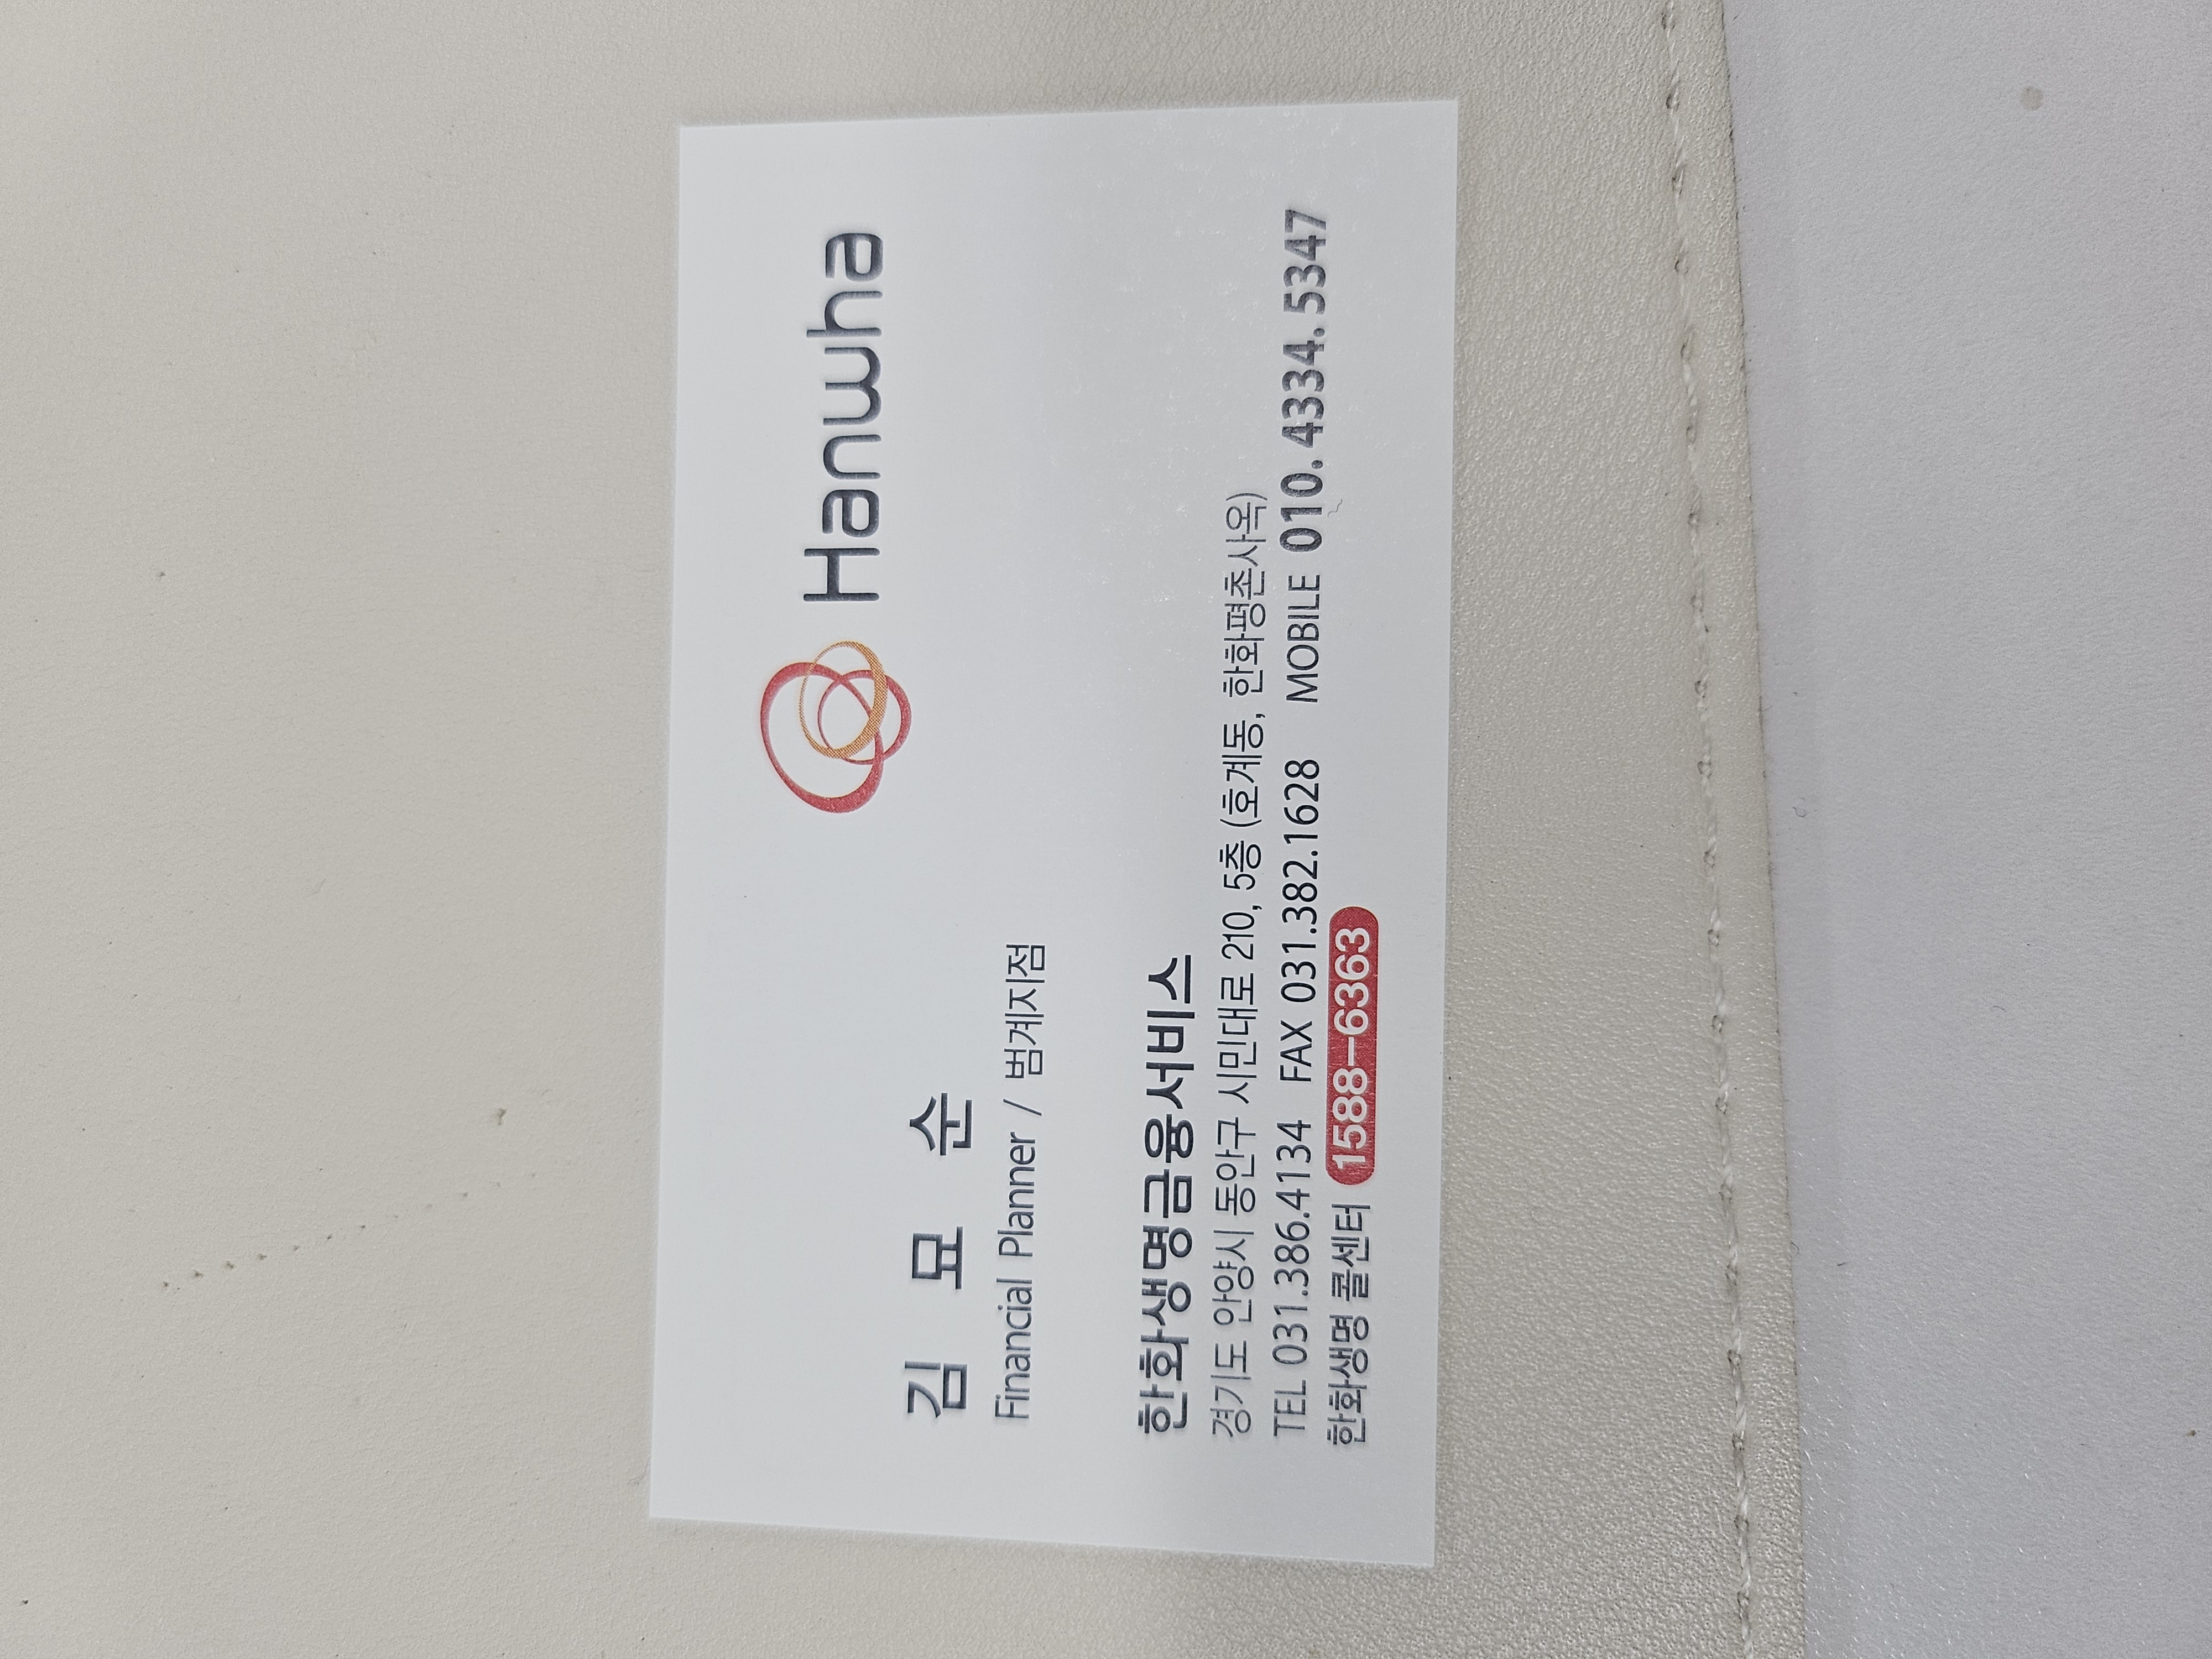 Hanwha
김 묘 순
Financial Planner / 범계지점
한화생명금융서비스
경기도 안양시 동안구 시민대로 210, 5층 (호계동, 한화평촌사옥)
TEL 031.386.4134 FAX 031.382.1628 MOBILE 010.4334.5347
한화생명 콜센터 1588-6363